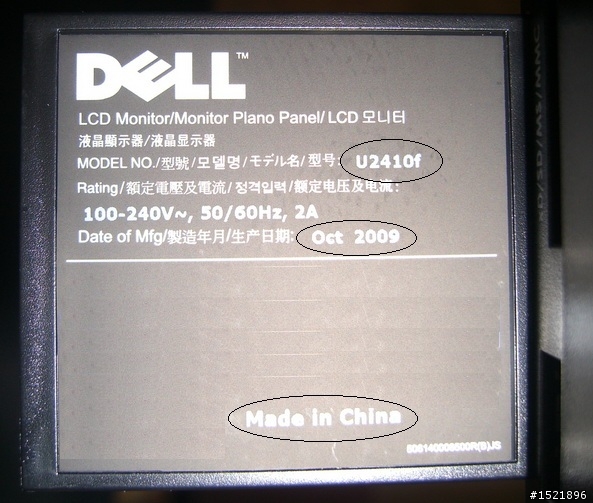 DELL™
LCD Monitor/Monitor Plano Panel/LCD 모니터
液晶顯示器/液晶显示器
MODEL NO./型號/모델명/モデル名/型号: U2410f
Rating/額定電壓及電流/정격입력/额定电压及电流:
100-240V~, 50/60Hz, 2A
Date of Mfg/製造年月/生产日期: Oct 2009
Made in China
#1521896